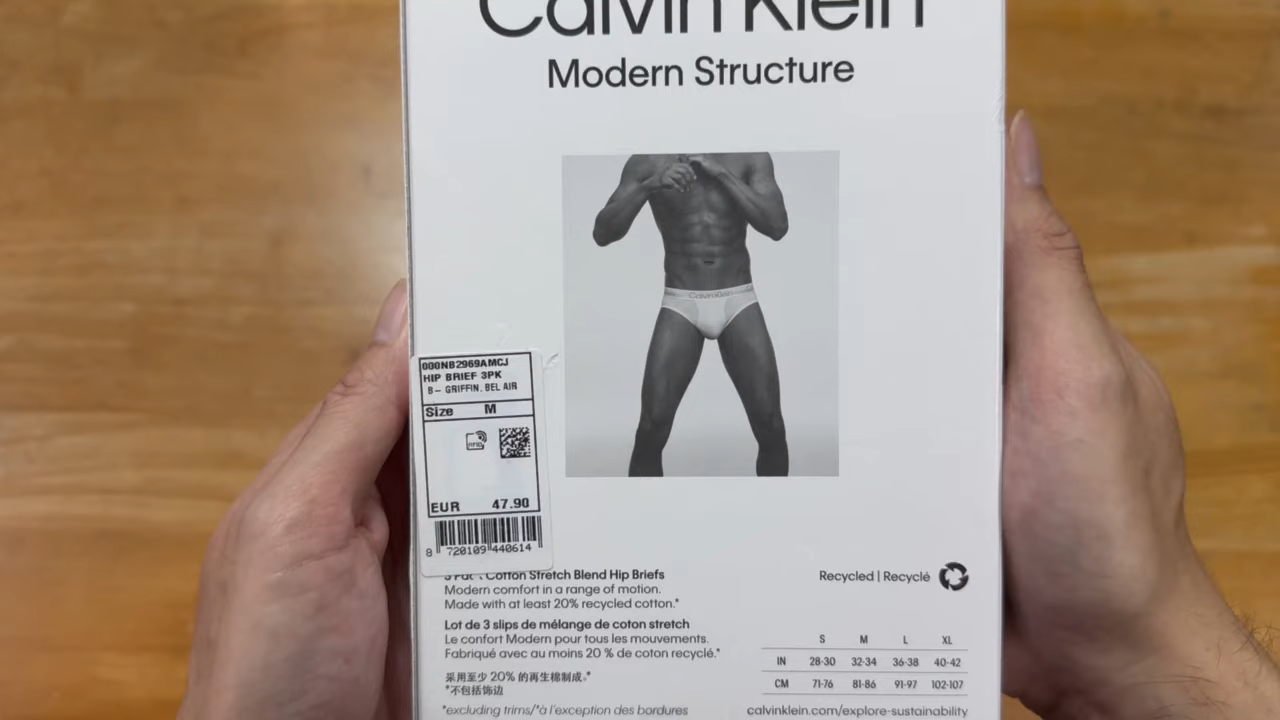 Calvin Klein
Modern Structure
Calvin Klein
000NB2969AMCJ
HIP BRIEF 3PK
B- GRIFFIN, BEL AIR
Size M
RFID
EUR 47.90
8 720109 440614
3 Pack Cotton Stretch Blend Hip Briefs
Modern comfort in a range of motion.
Made with at least 20% recycled cotton.*
Lot de 3 slips de mélange de coton stretch
Le confort Modern pour tous les mouvements.
Fabriqué avec au moins 20 % de coton recyclé.*
采用至少 20% 的再生棉制成。*
*不包括饰边
*excluding trims/*à l'exception des bordures
Recycled | Recyclé
S M L XL
IN 28-30 32-34 36-38 40-42
CM 71-76 81-86 91-97 102-107
calvinklein.com/explore-sustainability